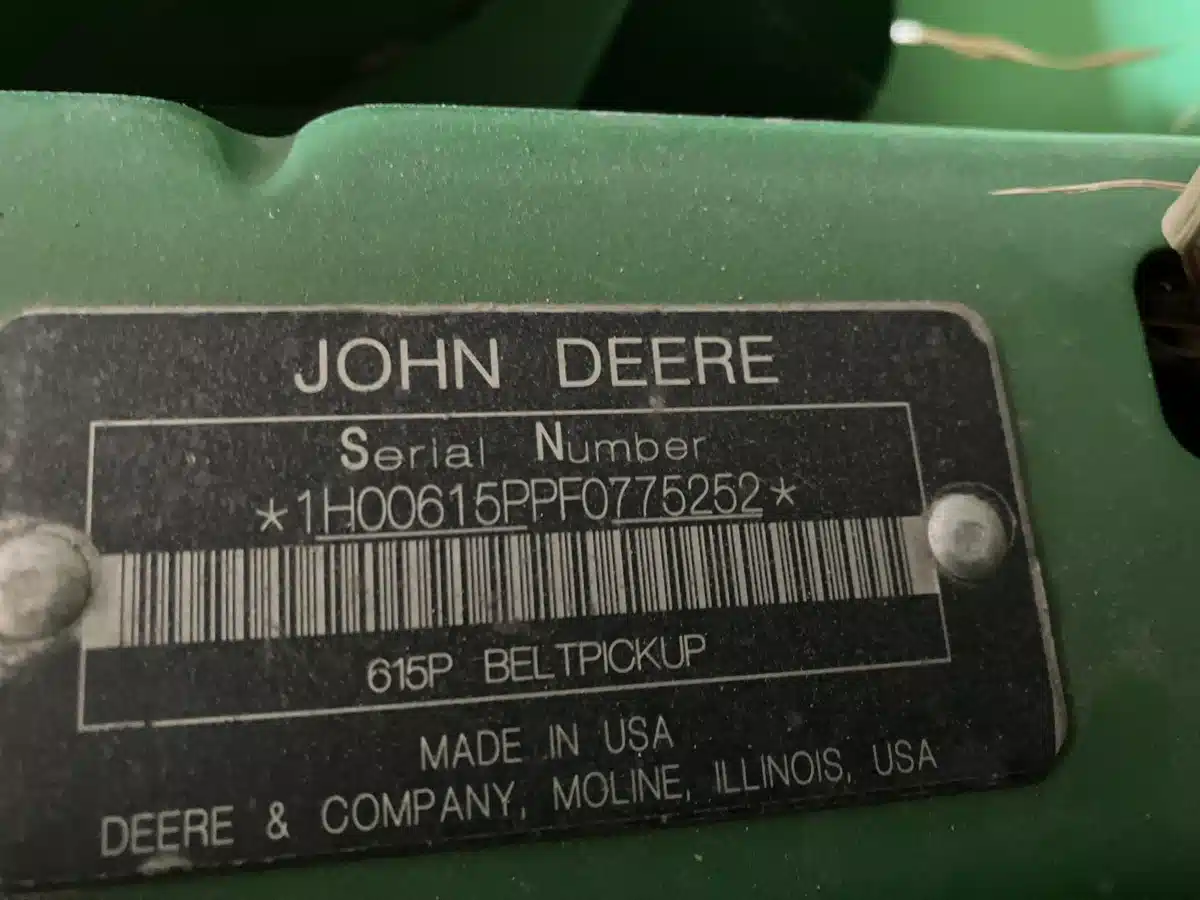 JOHN DEERE
Serial Number
*1H00615PPF0775252*
615P BELTPICKUP
MADE IN USA
DEERE & COMPANY, MOLINE, ILLINOIS, USA